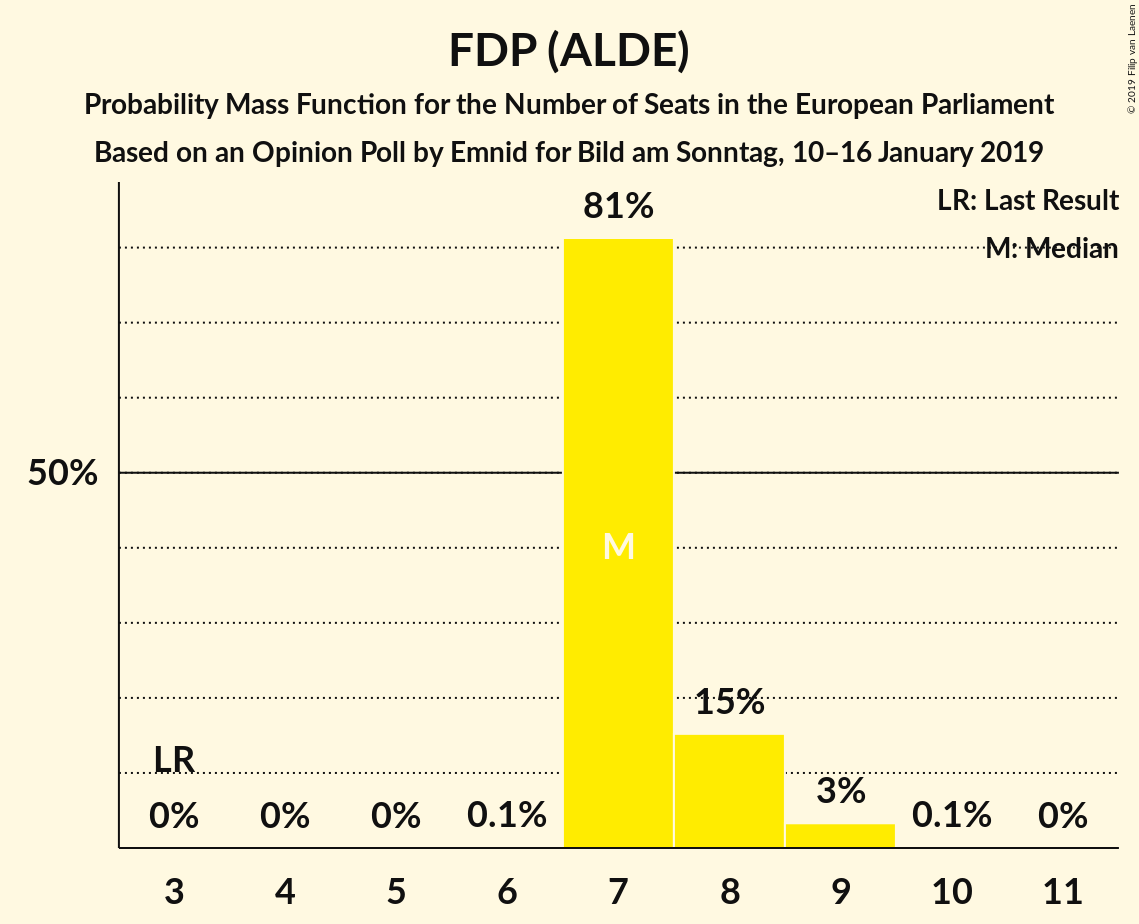 FDP (ALDE)
Probability Mass Function for the Number of Seats in the European Parliament
Based on an Opinion Poll by Emnid for Bild am Sonntag, 10–16 January 2019
© 2019 Filip van Laenen
LR: Last Result
M: Median
81%
50%
M
15%
LR
3%
0% 0% 0% 0.1% 0.1% 0%
3 4 5 6 7 8 9 10 11